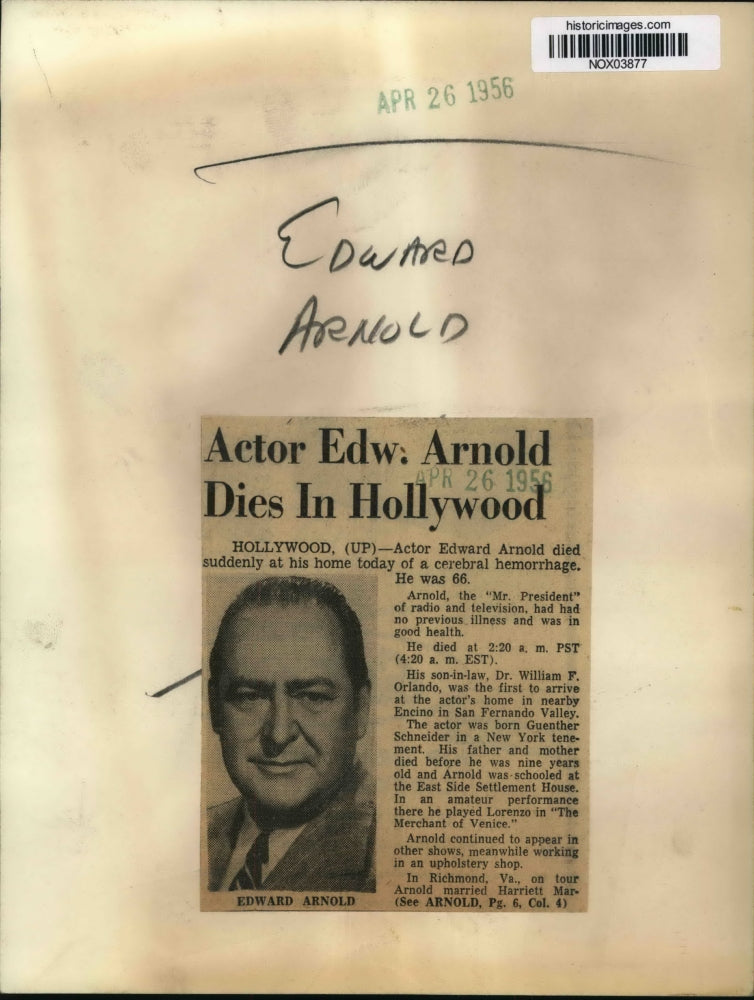 historicimages.com
NOX03877
APR 26 1956
EDWARD
ARNOLD
Actor Edw. Arnold
APR 26 1956
Dies In Hollywood
HOLLYWOOD, (UP)—Actor Edward Arnold died
suddenly at his home today of a cerebral hemorrhage.
He was 66.
Arnold, the “Mr. President”
of radio and television, had had
no previous illness and was in
good health.
He died at 2:20 a. m. PST
(4:20 a. m. EST).
His son-in-law, Dr. William F.
Orlando, was the first to arrive
at the actor's home in nearby
Encino in San Fernando Valley.
The actor was born Guenther
Schneider in a New York tene-
ment. His father and mother
died before he was nine years
old and Arnold was schooled at
the East Side Settlement House.
In an amateur performance
there he played Lorenzo in “The
Merchant of Venice.”
Arnold continued to appear in
other shows, meanwhile working
in an upholstery shop.
In Richmond, Va., on tour
Arnold married Harriett Mar-
(See ARNOLD, Pg. 6, Col. 4)
EDWARD ARNOLD